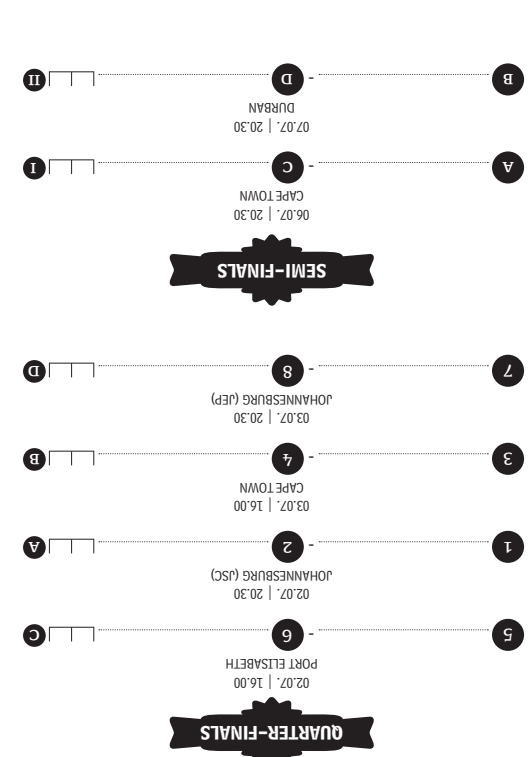 QUARTER-FINALS
02.07. | 16.00
PORT ELISABETH
5 - 6 C
02.07. | 20.30
JOHANNESBURG (JSC)
1 - 2 A
03.07. | 16.00
CAPE TOWN
3 - 4 B
03.07. | 20.30
JOHANNESBURG (JEP)
7 - 8 D
SEMI-FINALS
06.07. | 20.30
CAPE TOWN
A - C I
07.07. | 20.30
DURBAN
B - D II